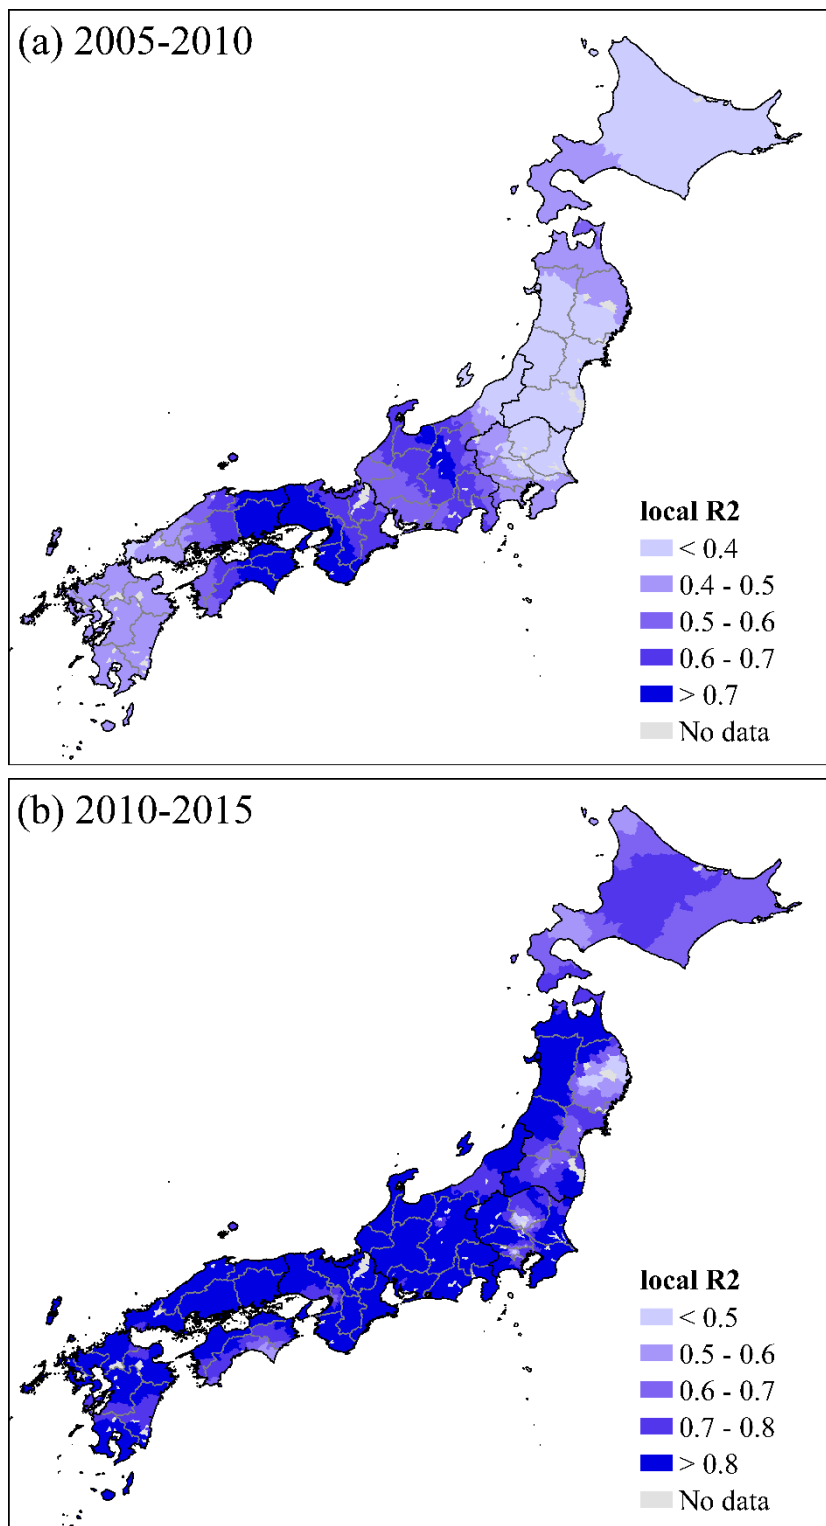 (a) 2005-2010
local R2
< 0.4
0.4 - 0.5
0.5 - 0.6
0.6 - 0.7
> 0.7
No data
(b) 2010-2015
local R2
< 0.5
0.5 - 0.6
0.6 - 0.7
0.7 - 0.8
> 0.8
No data